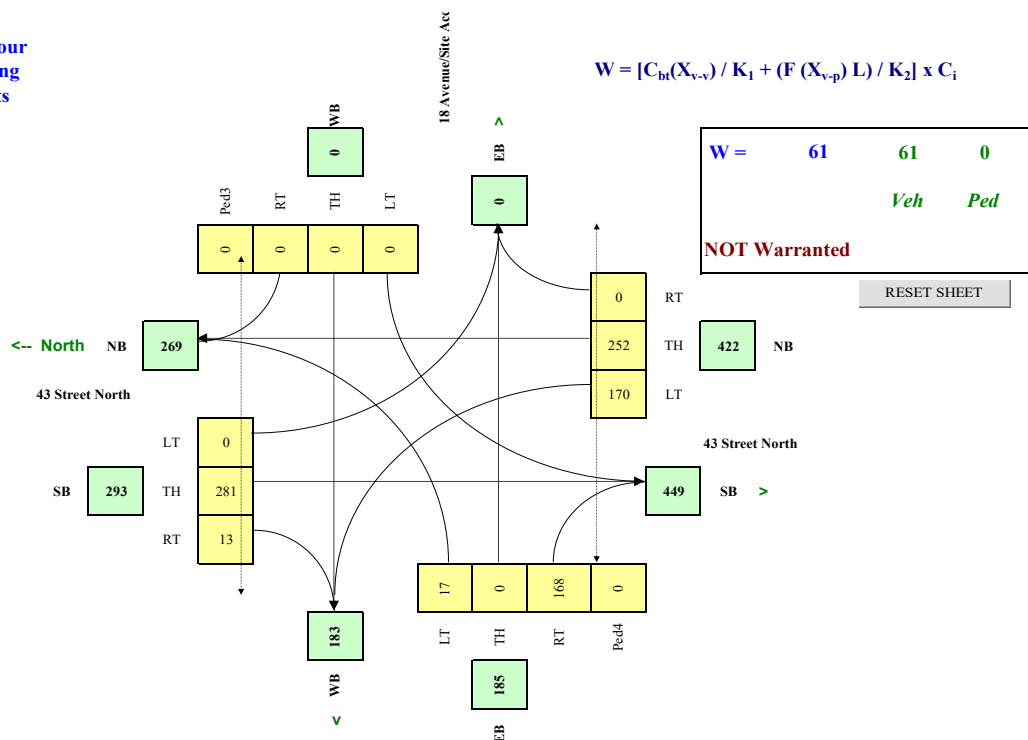 our
ng
ts
18 Avenue/Site Acc
W = [Cbt(Xv-v) / K1 + (F (Xv-p) L) / K2] x Ci
WB
0
^
EB
0
W = 61 61 0
Veh Ped
NOT Warranted
RESET SHEET
Ped3 RT TH LT
0 0 0 0
0 RT
252 TH
170 LT
422 NB
<-- North NB 269
43 Street North
LT 0
TH 281
RT 13
SB 293
43 Street North
449 SB >
17 0 168 0
LT TH RT Ped4
183
WB
v
185
EB